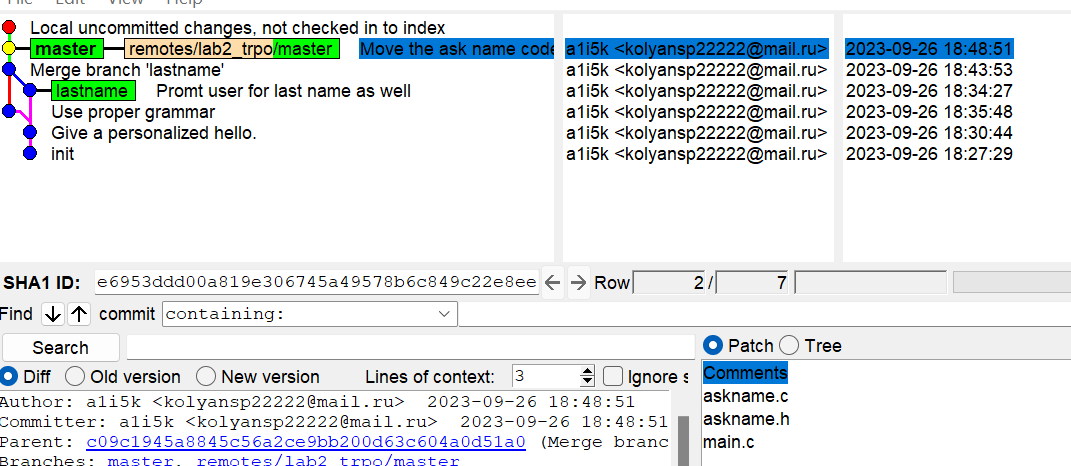 File Edit View Help
Local uncommitted changes, not checked in to index
master remotes/lab2_trpo/master Move the ask name code a1i5k <kolyansp22222@mail.ru> 2023-09-26 18:48:51
Merge branch 'lastname' a1i5k <kolyansp22222@mail.ru> 2023-09-26 18:43:53
lastname Promt user for last name as well a1i5k <kolyansp22222@mail.ru> 2023-09-26 18:34:27
Use proper grammar a1i5k <kolyansp22222@mail.ru> 2023-09-26 18:35:48
Give a personalized hello. a1i5k <kolyansp22222@mail.ru> 2023-09-26 18:30:44
init a1i5k <kolyansp22222@mail.ru> 2023-09-26 18:27:29
SHA1 ID: e6953ddd00a819e306745a49578b6c849c22e8ee Row 2 / 7
Find commit containing:
Search
Patch Tree
Diff Old version New version Lines of context: 3 Ignore s
Comments
askname.c
askname.h
main.c
Author: a1i5k <kolyansp22222@mail.ru> 2023-09-26 18:48:51
Committer: a1i5k <kolyansp22222@mail.ru> 2023-09-26 18:48:51
Parent: c09c1945a8845c56a2ce9bb200d63c604a0d51a0 (Merge branc
Branches: master, remotes/lab2_trpo/master